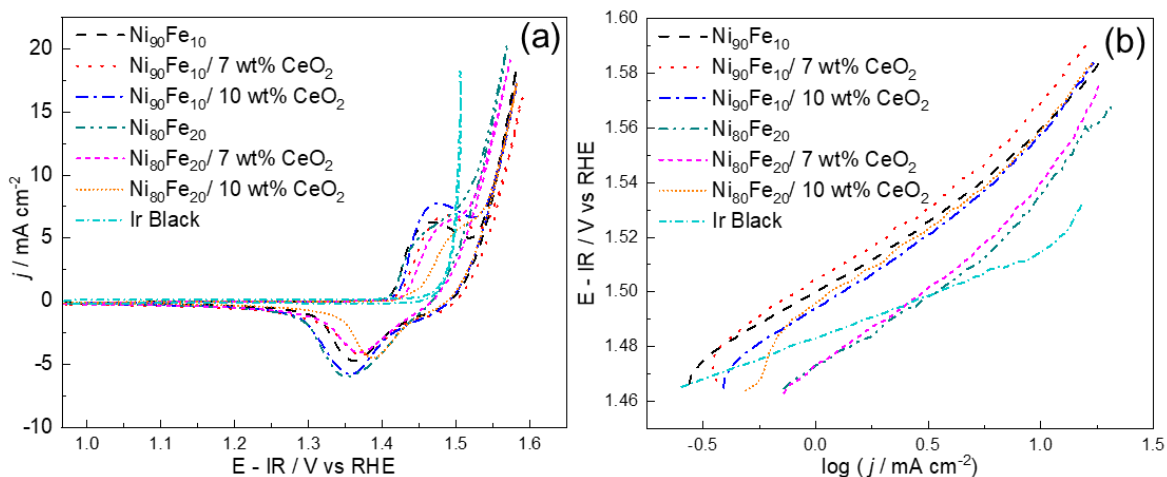 (a)
Ni₉₀Fe₁₀
Ni₉₀Fe₁₀/ 7 wt% CeO₂
Ni₉₀Fe₁₀/ 10 wt% CeO₂
Ni₈₀Fe₂₀
Ni₈₀Fe₂₀/ 7 wt% CeO₂
Ni₈₀Fe₂₀/ 10 wt% CeO₂
Ir Black
20
15
10
5
0
-5
-10
j / mA cm⁻²
1.0 1.1 1.2 1.3 1.4 1.5 1.6
E - IR / V vs RHE
(b)
Ni₉₀Fe₁₀
Ni₉₀Fe₁₀/ 7 wt% CeO₂
Ni₉₀Fe₁₀/ 10 wt% CeO₂
Ni₈₀Fe₂₀
Ni₈₀Fe₂₀/ 7 wt% CeO₂
Ni₈₀Fe₂₀/ 10 wt% CeO₂
Ir Black
1.60
1.58
1.56
1.54
1.52
1.50
1.48
1.46
E - IR / V vs RHE
-0.5 0.0 0.5 1.0 1.5
log (j / mA cm⁻²)